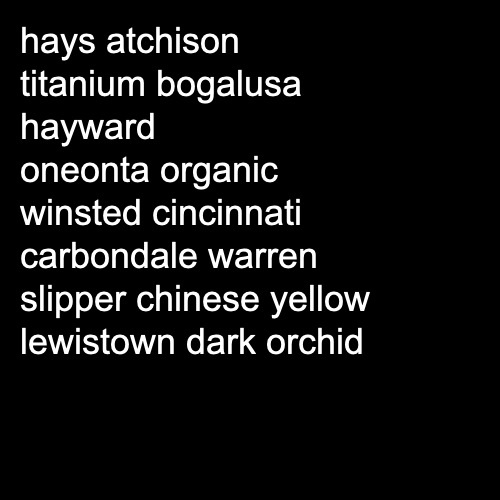 hays atchison
titanium bogalusa
hayward
oneonta organic
winsted cincinnati
carbondale warren
slipper chinese yellow
lewistown dark orchid